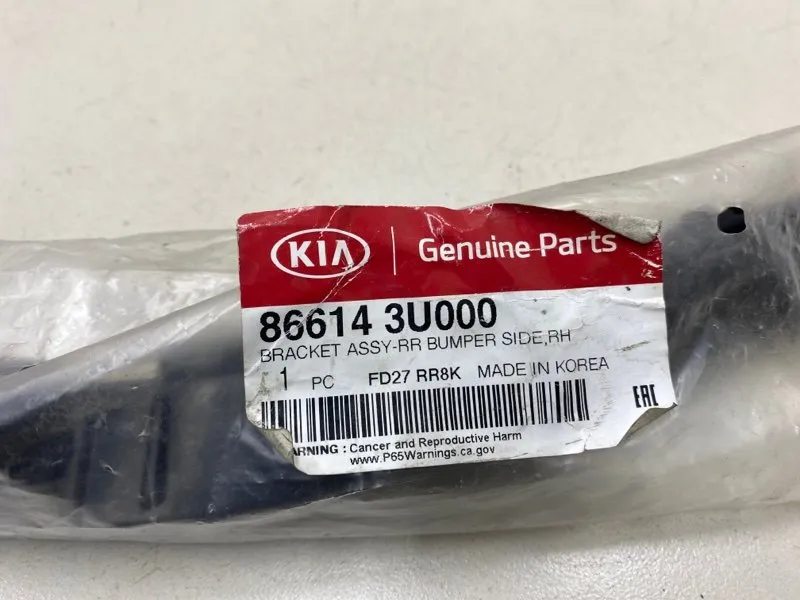 KIA
Genuine Parts
86614 3U000
BRACKET ASSY-RR BUMPER SIDE,RH
1 PC FD27 RR8K MADE IN KOREA
EAC
ARNING : Cancer and Reproductive Harm
www.P65Warnings.ca.gov